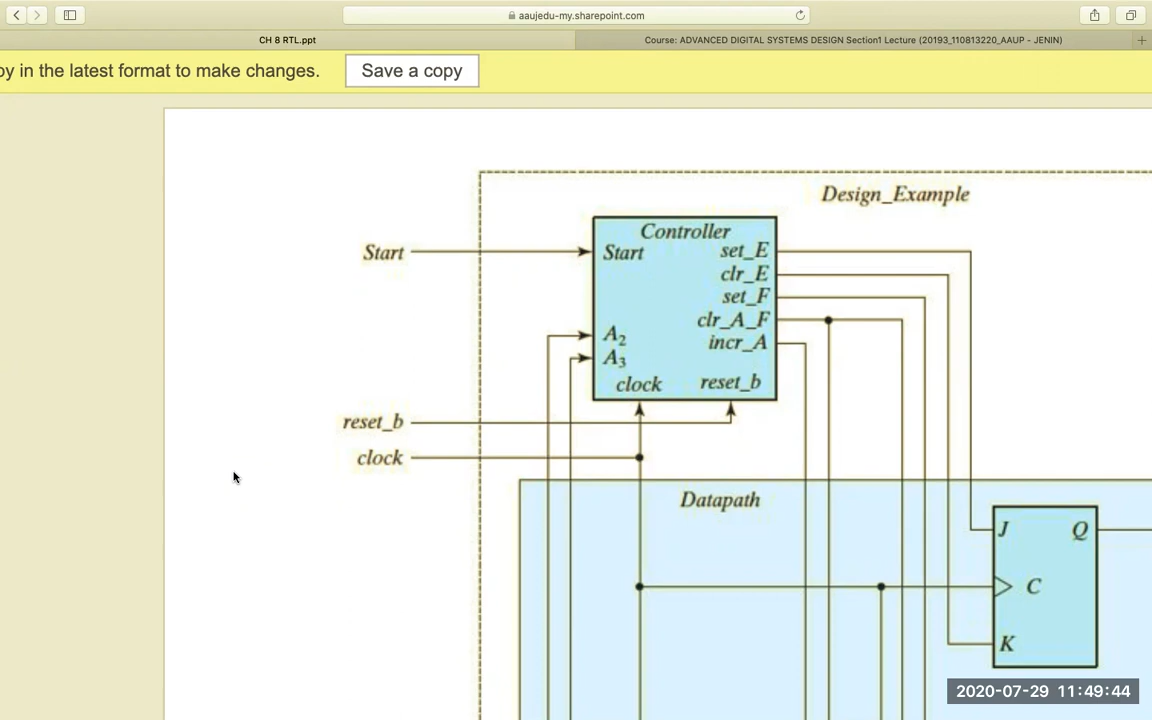 aaujedu-my.sharepoint.com
CH 8 RTL.ppt
Course: ADVANCED DIGITAL SYSTEMS DESIGN Section1 Lecture (20193_110813220_AAUP - JENIN)
py in the latest format to make changes.
Save a copy
Design_Example
Controller
Start
Start
set_E
clr_E
set_F
clr_A_F
A2
incr_A
A3
clock
reset_b
reset_b
clock
Datapath
J
Q
C
K
2020-07-29 11:49:44